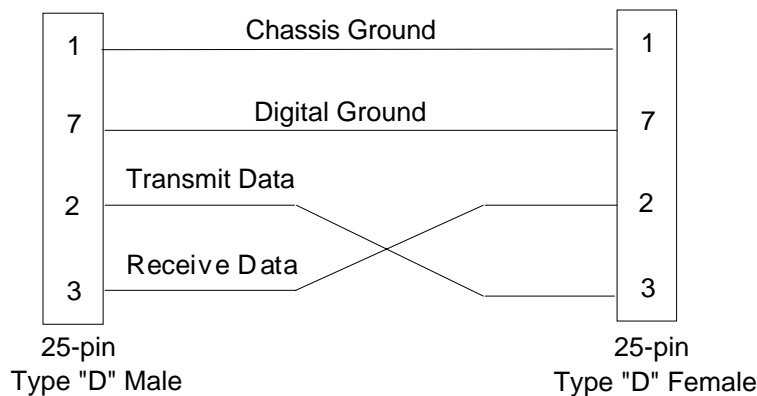 Chassis Ground
1
1
Digital Ground
7
7
Transmit Data
2
2
Receive Data
3
3
25-pin
Type "D" Male
25-pin
Type "D" Female